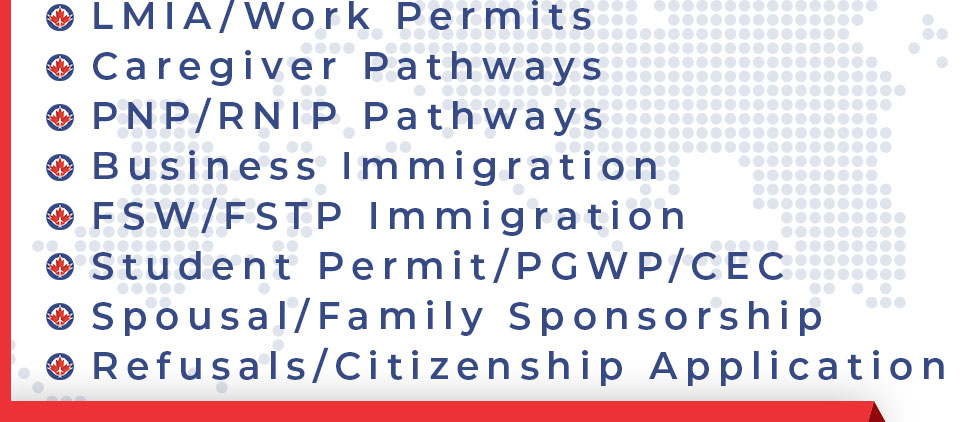 LMIA/Work Permits
Caregiver Pathways
PNP/RNIP Pathways
Business Immigration
FSW/FSTP Immigration
Student Permit/PGWP/CEC
Spousal/Family Sponsorship
Refusals/Citizenship Application